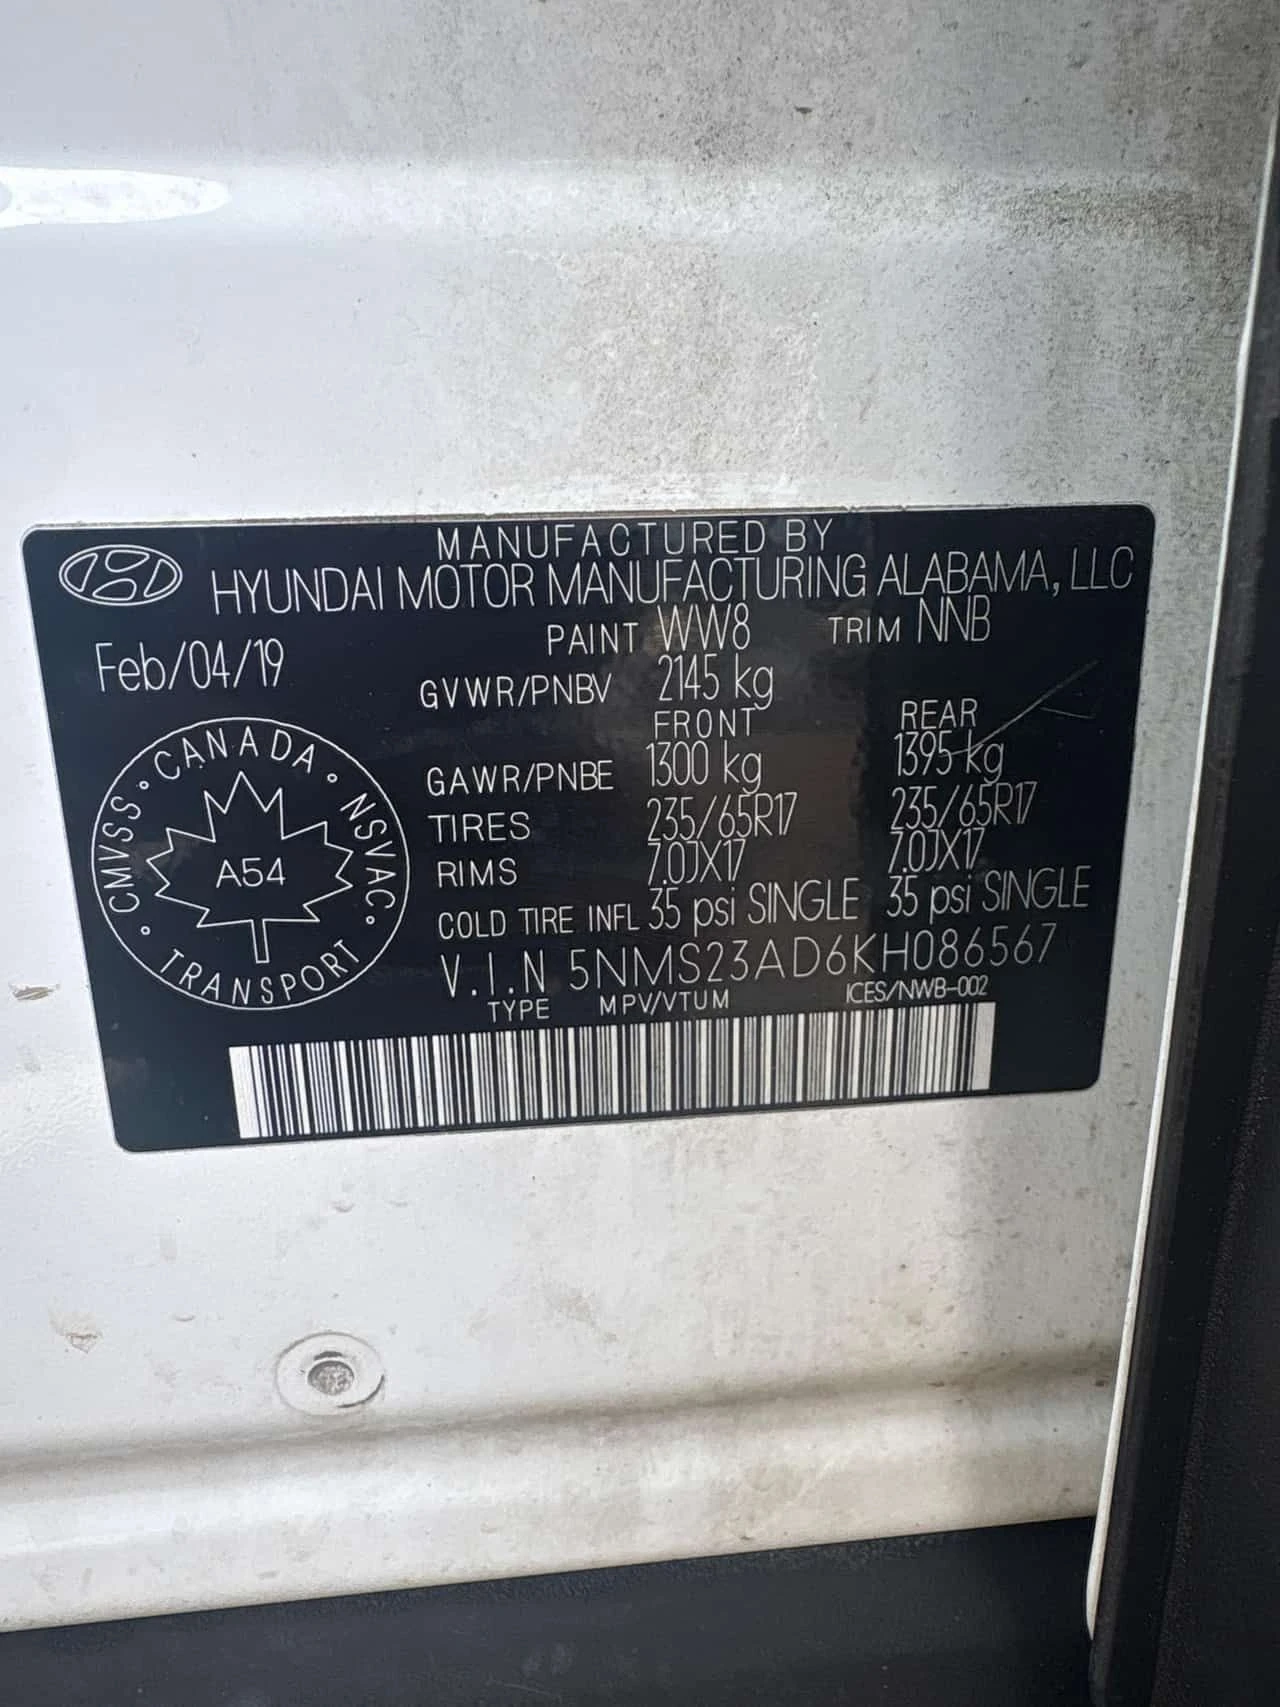 MANUFACTURED BY
HYUNDAI MOTOR MANUFACTURING ALABAMA, LLC
Feb/04/19
PAINT WW8 TRIM NNB
GVWR/PNBV 2145 kg
FRONT REAR
GAWR/PNBE 1300 kg 1395 kg
TIRES 235/65R17 235/65R17
RIMS 7.0JX17 7.0JX17
COLD TIRE INFL 35 psi SINGLE 35 psi SINGLE
V.I.N 5NMS23AD6KH086567
TYPE MPV/VTUM ICES/NWB-002
CMVSS · CANADA · NSVAC · TRANSPORT ·
A54